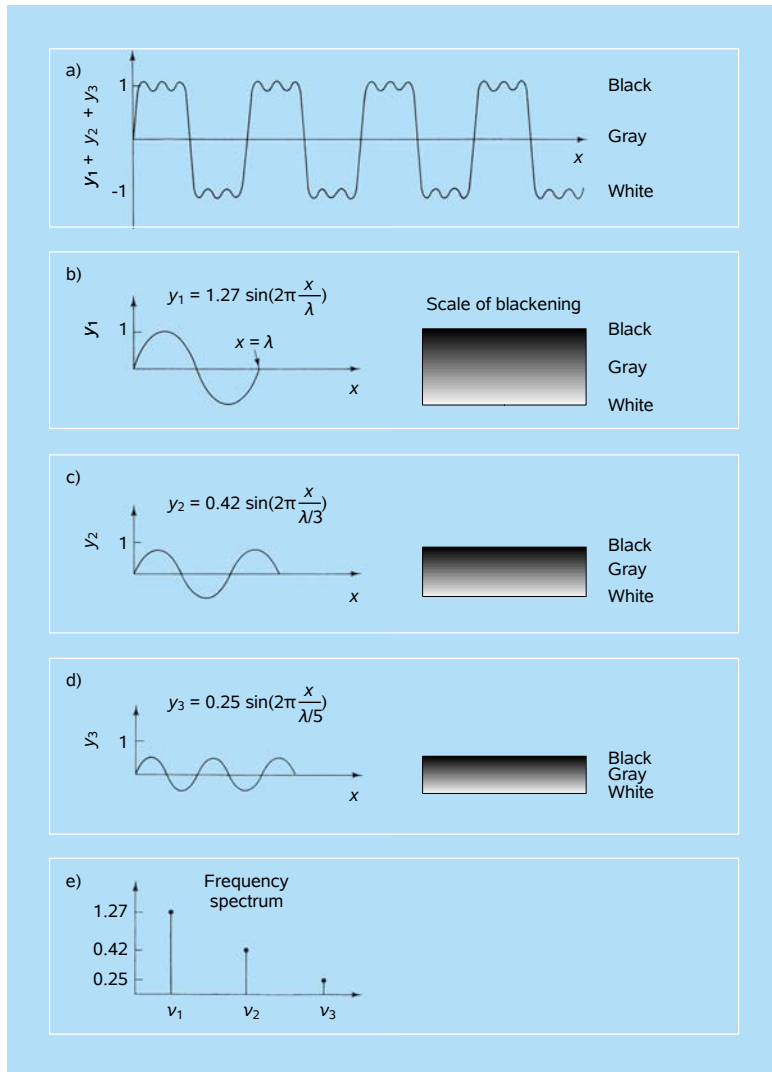 a)
y₁ + y₂ + y₃
1
-1
x
Black
Gray
White
b)
y₁ = 1.27 sin(2π x/λ)
y₁
1
x = λ
x
Scale of blackening
Black
Gray
White
c)
y₂ = 0.42 sin(2π x/λ/3)
y₂
1
x
Black
Gray
White
d)
y₃ = 0.25 sin(2π x/λ/5)
y₃
1
x
Black
Gray
White
e)
Frequency
spectrum
1.27
0.42
0.25
ν₁ ν₂ ν₃